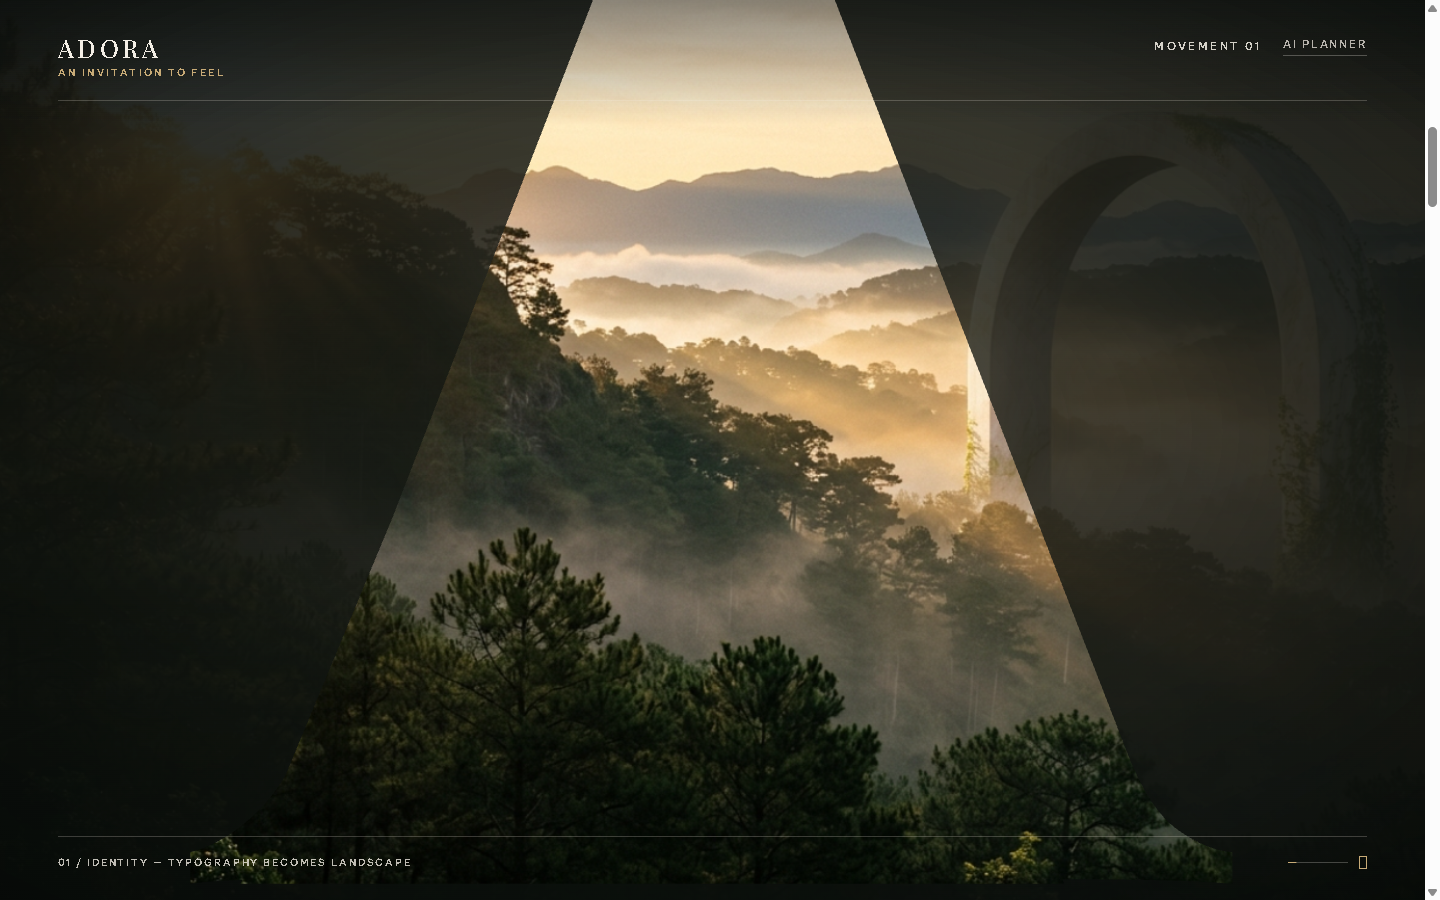 ADORA
AN INVITATION TO FEEL
MOVEMENT 01
AI PLANNER
01 / IDENTITY — TYPOGRAPHY BECOMES LANDSCAPE